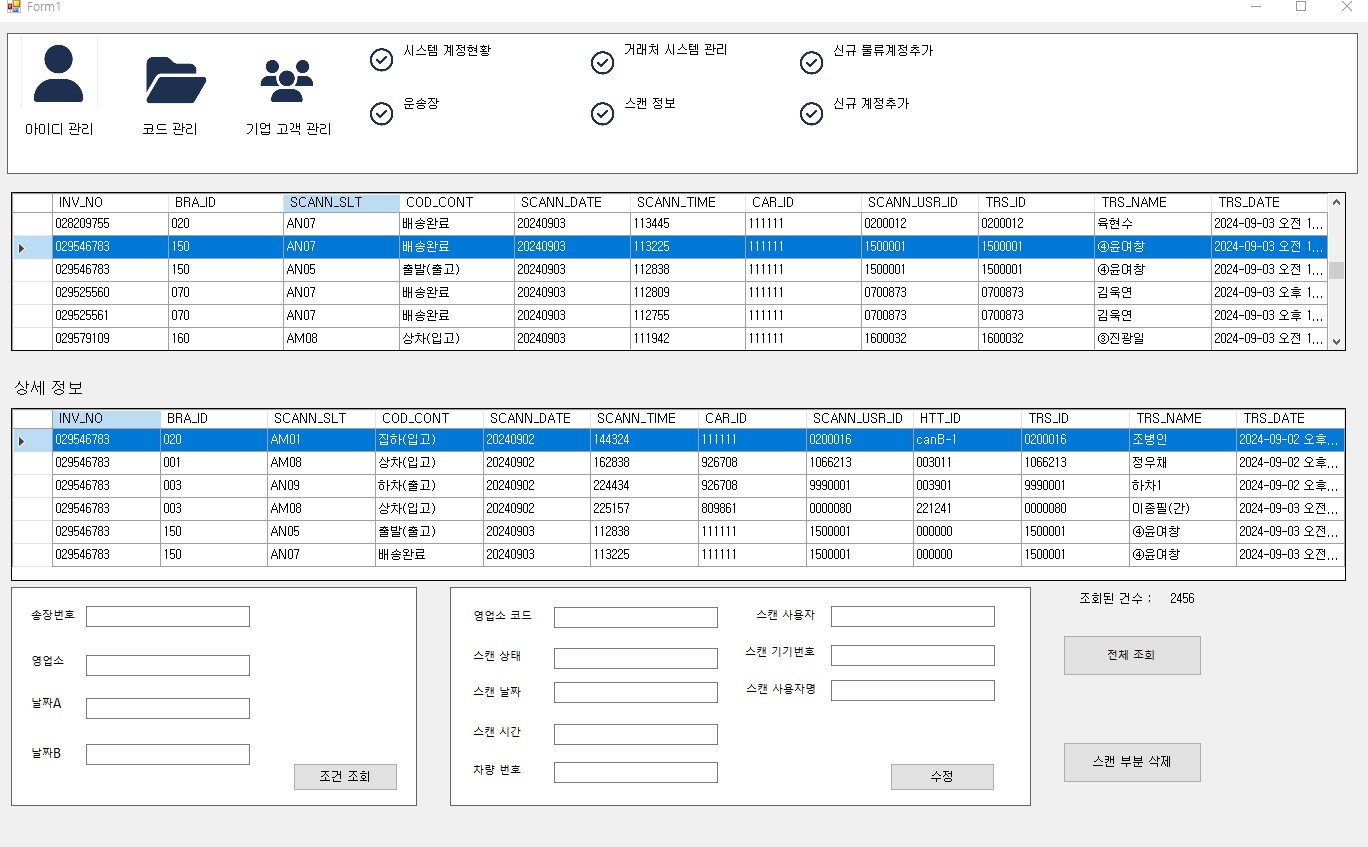 Form1
시스템 계정현황 거래처 시스템 관리 신규 물류계정추가
운송장 스캔 정보 신규 계정추가
아이디 관리 코드 관리 기업 고객 관리
INV_NO BRA_ID SCANN_SLT COD_CONT SCANN_DATE SCANN_TIME CAR_ID SCANN_USR_ID TRS_ID TRS_NAME TRS_DATE
028209755 020 AN07 배송완료 20240903 113445 111111 0200012 0200012 육현수 2024-09-03 오전 1...
029546783 150 AN07 배송완료 20240903 113225 111111 1500001 1500001 ④윤여창 2024-09-03 오전 1...
029546783 150 AN05 출발(출고) 20240903 112838 111111 1500001 1500001 ④윤여창 2024-09-03 오전 1...
029525560 070 AN07 배송완료 20240903 112809 111111 0700873 0700873 김욱연 2024-09-03 오후 1...
029525561 070 AN07 배송완료 20240903 112755 111111 0700873 0700873 김욱연 2024-09-03 오후 1...
029579109 160 AM08 상차(입고) 20240903 111942 111111 1600032 1600032 ③진광일 2024-09-03 오전 1...
상세 정보
INV_NO BRA_ID SCANN_SLT COD_CONT SCANN_DATE SCANN_TIME CAR_ID SCANN_USR_ID HTT_ID TRS_ID TRS_NAME TRS_DATE
029546783 020 AM01 집하(입고) 20240902 144324 111111 0200016 canB-1 0200016 조병인 2024-09-02 오후...
029546783 001 AM08 상차(입고) 20240902 162838 926708 1066213 003011 1066213 정우채 2024-09-02 오후...
029546783 003 AN09 하차(출고) 20240902 224434 926708 9990001 003901 9990001 하차1 2024-09-02 오후...
029546783 003 AM08 상차(입고) 20240902 225157 809861 0000080 221241 0000080 이종필(간) 2024-09-03 오전...
029546783 150 AN05 출발(출고) 20240903 112838 111111 1500001 000000 1500001 ④윤여창 2024-09-03 오전...
029546783 150 AN07 배송완료 20240903 113225 111111 1500001 000000 1500001 ④윤여창 2024-09-03 오전...
송장번호
영업소
날짜A
날짜B
조건 조회
영업소 코드 스캔 사용자
스캔 상태 스캔 기기번호
스캔 날짜 스캔 사용자명
스캔 시간
차량 번호
수정
조회된 건수 : 2456
전체 조회
스캔 부분 삭제